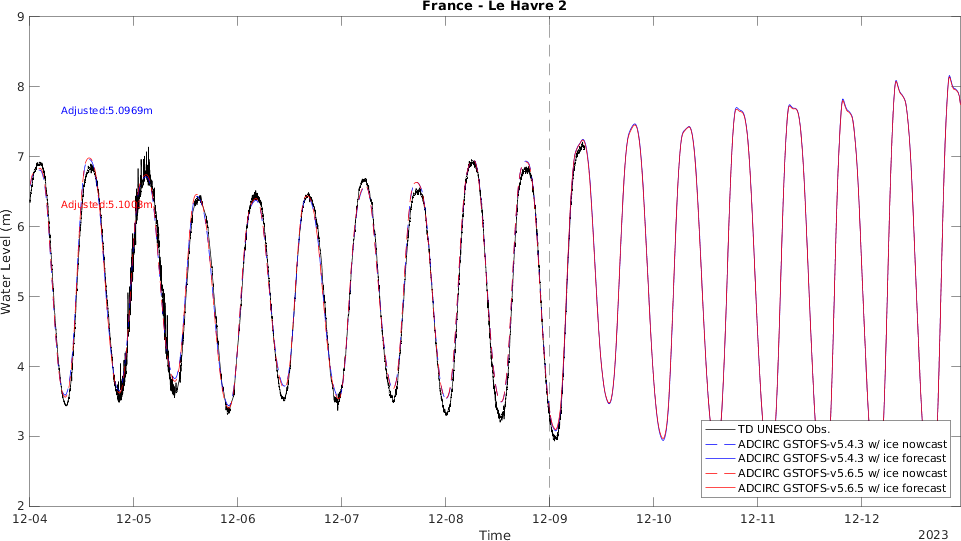 France - Le Havre 2
9
8
7
6
5
4
3
2
Water Level (m)
Adjusted:5.0969m
Adjusted:5.1003m
TD UNESCO Obs.
ADCIRC GSTOFS-v5.4.3 w/ ice nowcast
ADCIRC GSTOFS-v5.4.3 w/ ice forecast
ADCIRC GSTOFS-v5.6.5 w/ ice nowcast
ADCIRC GSTOFS-v5.6.5 w/ ice forecast
12-04 12-05 12-06 12-07 12-08 12-09 12-10 12-11 12-12
Time
2023